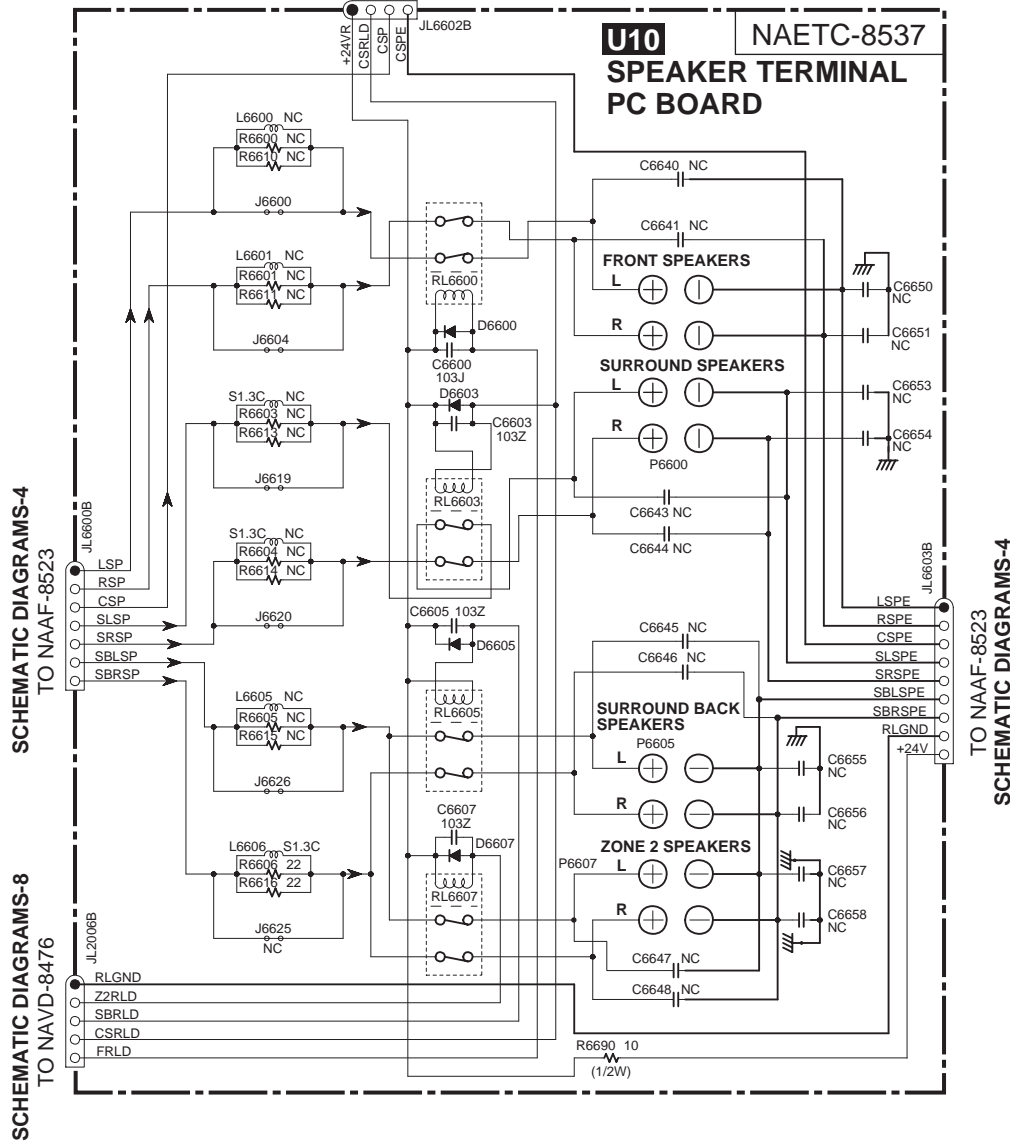 JL6602B
+24VR
CSRLD
CSP
CSPE
U10
NAETC-8537
SPEAKER TERMINAL
PC BOARD
L6600 NC
R6600 NC
R6610 NC
J6600
L6601 NC
R6601 NC
R6611 NC
J6604
S1.3C NC
R6603 NC
R6613 NC
J6619
S1.3C NC
R6604 NC
R6614 NC
J6620
L6605 NC
R6605 NC
R6615 NC
J6626
L6606 S1.3C
R6606 22
R6616 22
J6625
NC
RL6600
D6600
C6600
103J
D6603
C6603
103Z
RL6603
C6605 103Z
D6605
RL6605
C6607
103Z
D6607
RL6607
C6640 NC
C6641 NC
FRONT SPEAKERS
L
R
C6650
NC
C6651
NC
SURROUND SPEAKERS
L
R
P6600
C6653
NC
C6654
NC
C6643 NC
C6644 NC
C6645 NC
C6646 NC
SURROUND BACK
SPEAKERS
P6605
L
R
C6655
NC
C6656
NC
ZONE 2 SPEAKERS
P6607
L
R
C6657
NC
C6658
NC
C6647 NC
C6648 NC
R6690 10
(1/2W)
SCHEMATIC DIAGRAMS-4
TO NAAF-8523
JL6600B
LSP
RSP
CSP
SLSP
SRSP
SBLSP
SBRSP
SCHEMATIC DIAGRAMS-8
TO NAVD-8476
JL2006B
RLGND
Z2RLD
SBRLD
CSRLD
FRLD
JL6603B
LSPE
RSPE
CSPE
SLSPE
SRSPE
SBLSPE
SBRSPE
RLGND
+24V
TO NAAF-8523
SCHEMATIC DIAGRAMS-4